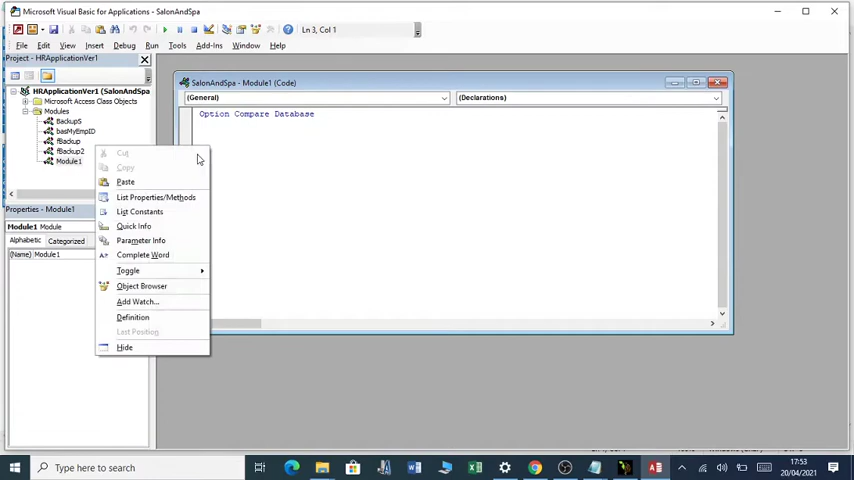 Microsoft Visual Basic for Applications - SalonAndSpa
Ln 3, Col 1
File Edit View Insert Debug Run Tools Add-Ins Window Help
Project - HRApplicationVer1
HRApplicationVer1 (SalonAndSpa)
Microsoft Access Class Objects
Modules
BackupS
basMyEmpID
fBackup
fBackup2
Module1
Properties - Module1
Module1 Module
Alphabetic Categorized
(Name) Module1
SalonAndSpa - Module1 (Code)
(General) (Declarations)
Option Compare Database
Cut
Copy
Paste
List Properties/Methods
List Constants
Quick Info
Parameter Info
Complete Word
Toggle
Object Browser
Add Watch...
Definition
Last Position
Hide
Type here to search
17:53
20/04/2021